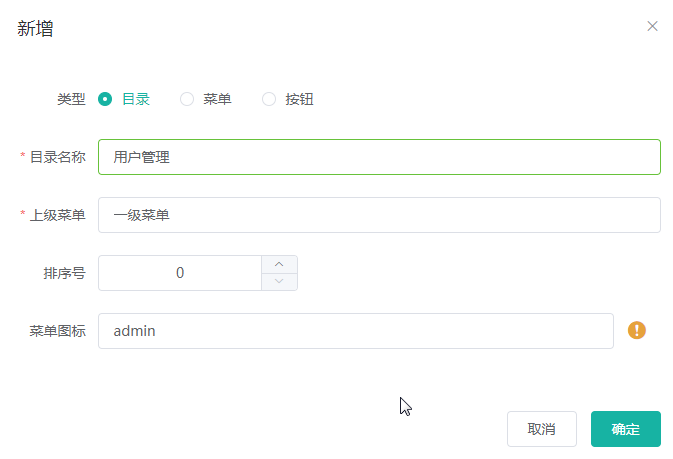 新增
类型 目录 菜单 按钮
* 目录名称 用户管理
* 上级菜单 一级菜单
排序号 0
菜单图标 admin
取消 确定